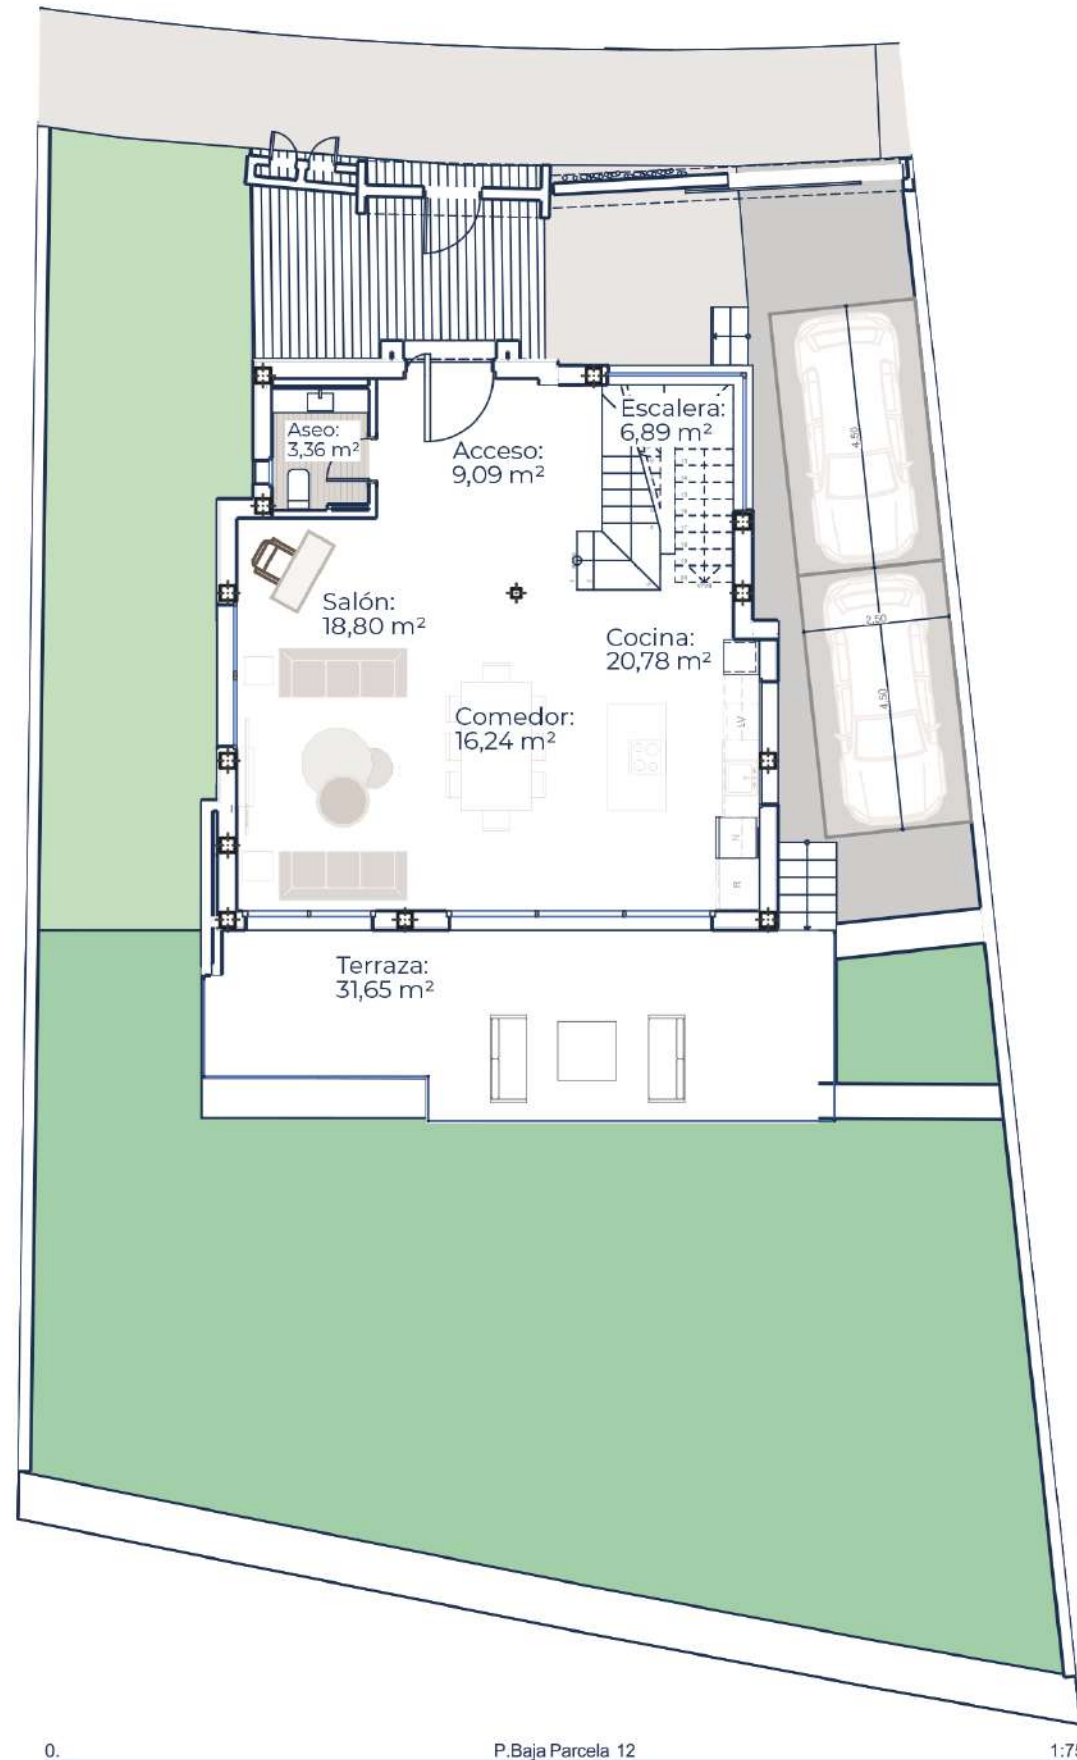 Escalera:
6,89 m²
Aseo:
3,36 m²
Acceso:
9,09 m²
4,50
Salón:
18,80 m²
2,50
Cocina:
20,78 m²
4,50
Comedor:
16,24 m²
LV
N
R
Terraza:
31,65 m²
0.
P.Baja Parcela 12